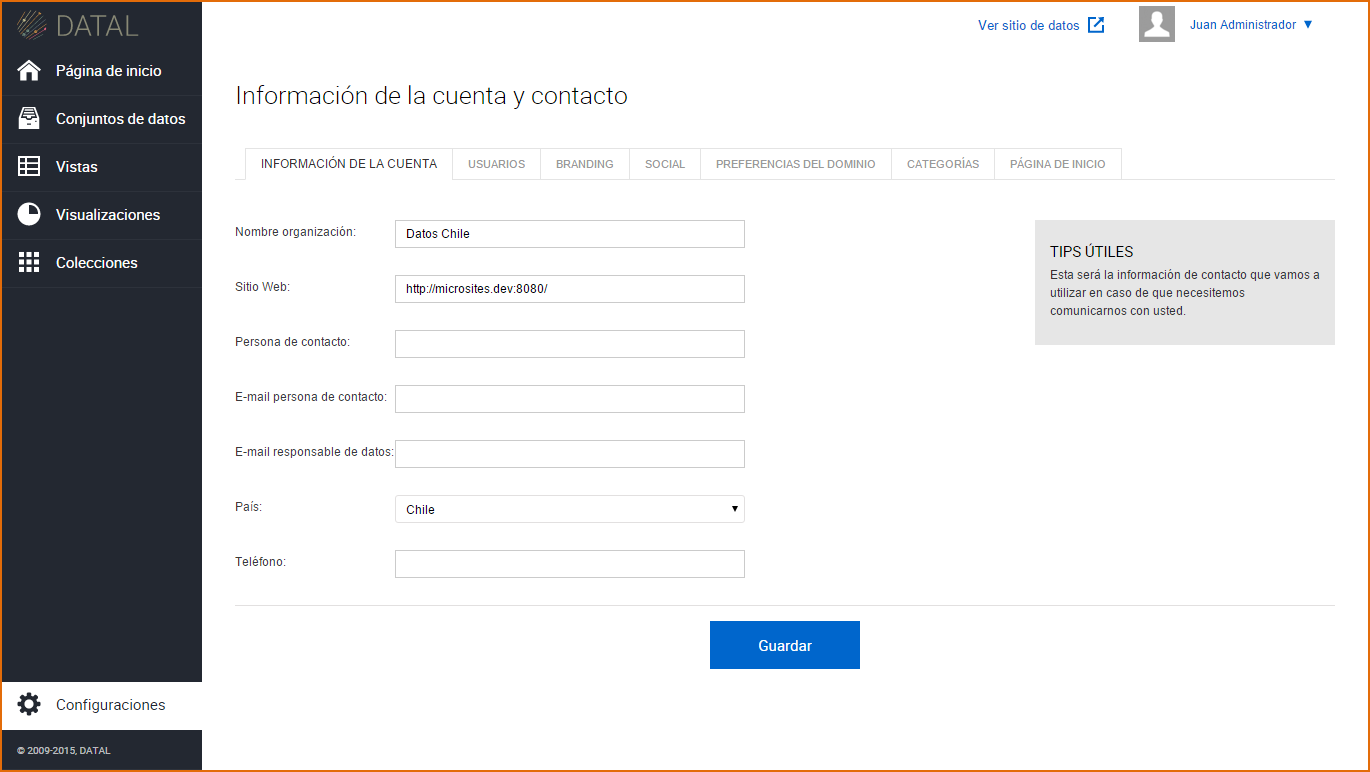 DATAL
Ver sitio de datos
Juan Administrador
Página de inicio
Conjuntos de datos
Vistas
Visualizaciones
Colecciones
Información de la cuenta y contacto
INFORMACIÓN DE LA CUENTA USUARIOS BRANDING SOCIAL PREFERENCIAS DEL DOMINIO CATEGORÍAS PÁGINA DE INICIO
Nombre organización: Datos Chile
Sitio Web: http://microsites.dev:8080/
Persona de contacto:
E-mail persona de contacto:
E-mail responsable de datos:
País: Chile
Teléfono:
TIPS ÚTILES
Esta será la información de contacto que vamos a
utilizar en caso de que necesitemos
comunicarnos con usted.
Guardar
Configuraciones
© 2009-2015, DATAL